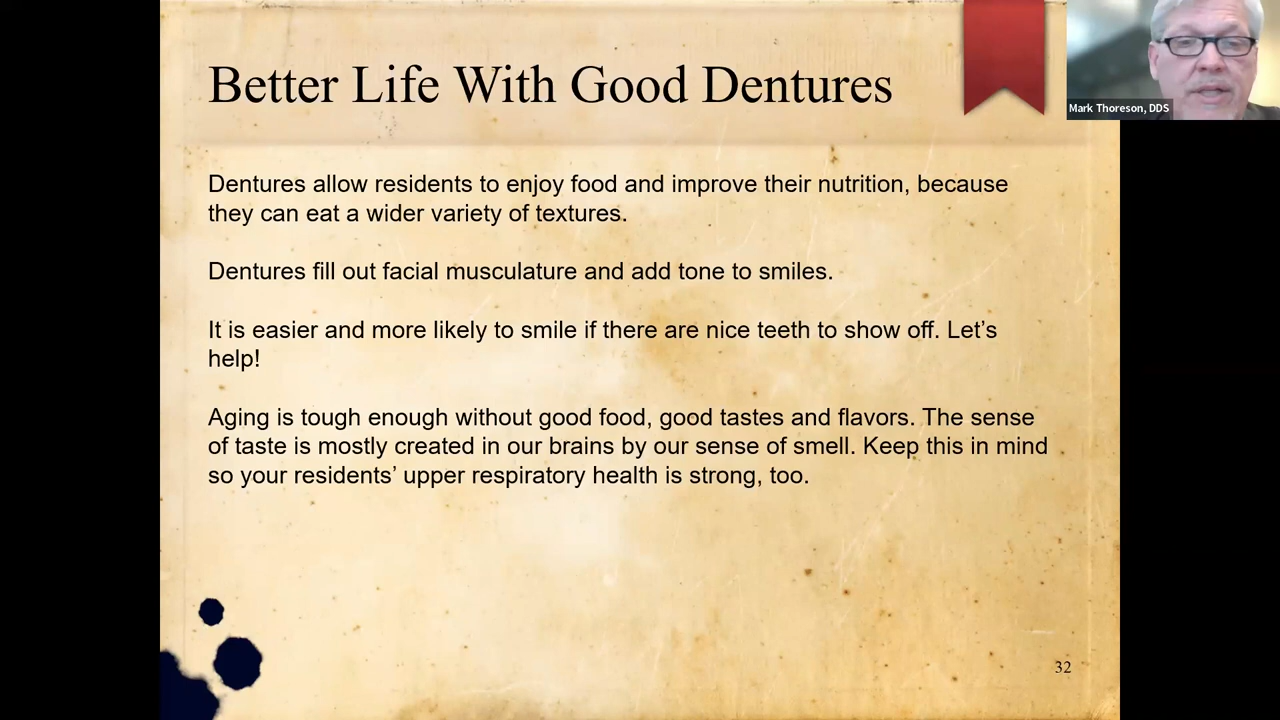 Better Life With Good Dentures
Mark Thoreson, DDS
Dentures allow residents to enjoy food and improve their nutrition, because
they can eat a wider variety of textures.
Dentures fill out facial musculature and add tone to smiles.
It is easier and more likely to smile if there are nice teeth to show off. Let’s
help!
Aging is tough enough without good food, good tastes and flavors. The sense
of taste is mostly created in our brains by our sense of smell. Keep this in mind
so your residents’ upper respiratory health is strong, too.
32